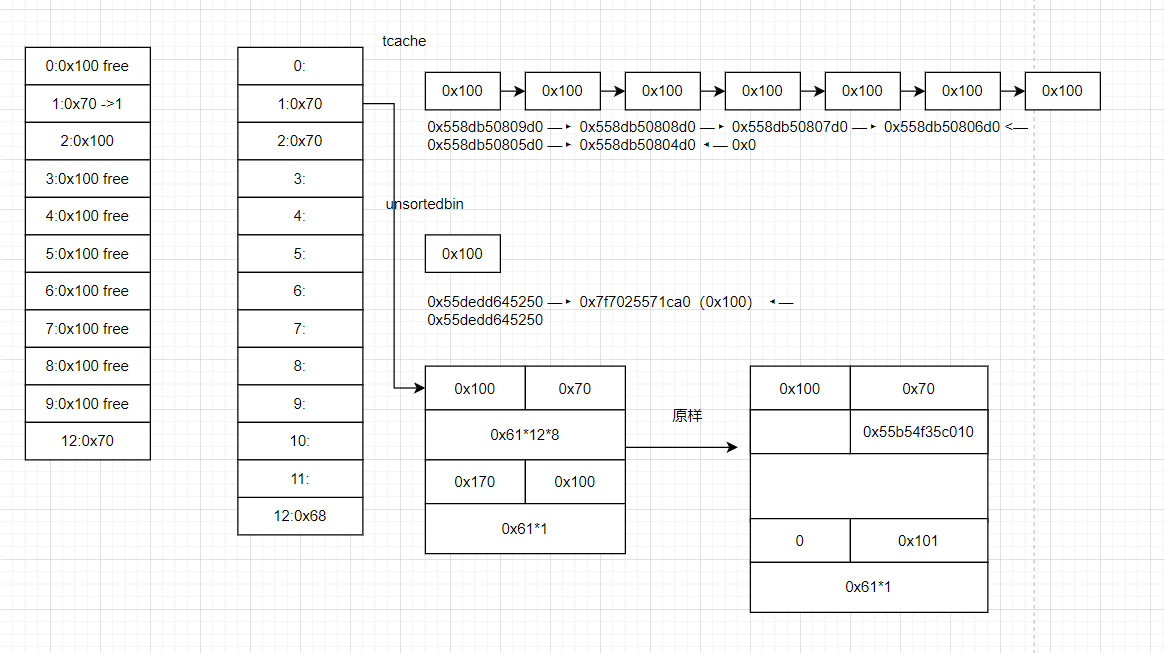 tcache
0:0x100 free
1:0x70 ->1
2:0x100
3:0x100 free
4:0x100 free
5:0x100 free
6:0x100 free
7:0x100 free
8:0x100 free
9:0x100 free
12:0x70
0:
1:0x70
2:0x70
3:
4:
5:
6:
7:
8:
9:
10:
11:
12:0x68
0x100 0x100 0x100 0x100 0x100 0x100 0x100
0x558db50809d0 —‣ 0x558db50808d0 —‣ 0x558db50807d0 —‣ 0x558db50806d0 <—
0x558db50805d0 —‣ 0x558db50804d0 ◂— 0x0
unsortedbin
0x100
0x55dedd645250 —‣ 0x7f7025571ca0（0x100） ◂—
0x55dedd645250
0x100 0x70
0x61*12*8
0x170 0x100
0x61*1
原样
0x100 0x70
0x55b54f35c010
0 0x101
0x61*1